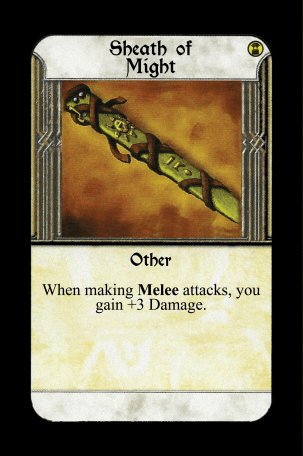 Sheath of
Might
Other
When making Melee attacks, you
gain +3 Damage.